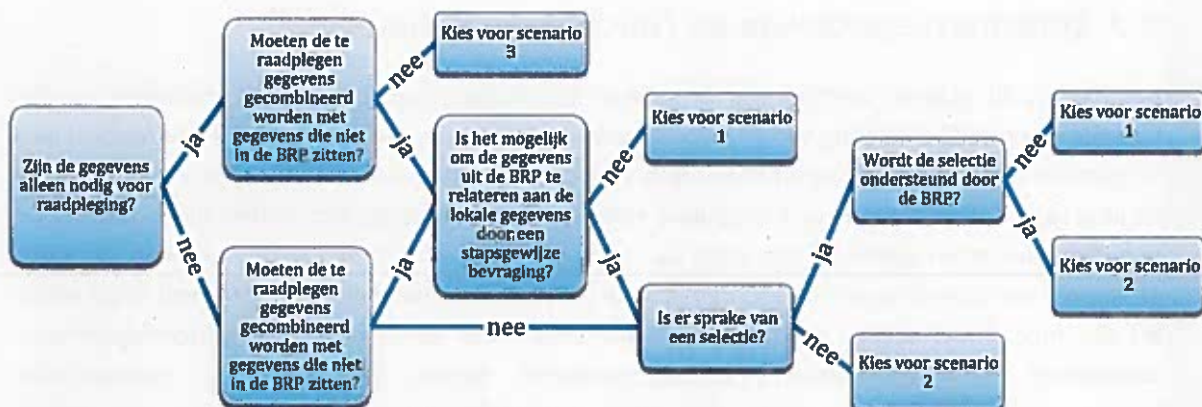 Zijn de gegevens
alleen nodig voor
raadpleging?
ja
nee
Moeten de te
raadplegen
gegevens
gecombineerd
worden met
gegevens die niet
in de BRP zitten?
nee
ja
Kies voor scenario
3
Moeten de te
raadplegen
gegevens
gecombineerd
worden met
gegevens die niet
in de BRP zitten?
ja
nee
Is het mogelijk
om de gegevens
uit de BRP te
relateren aan de
lokale gegevens
door een
stapsgewijze
bevraging?
nee
ja
Kies voor scenario
1
Is er sprake van
een selectie?
ja
nee
Wordt de selectie
ondersteund door
de BRP?
nee
ja
Kies voor scenario
1
Kies voor scenario
2
Kies voor scenario
2